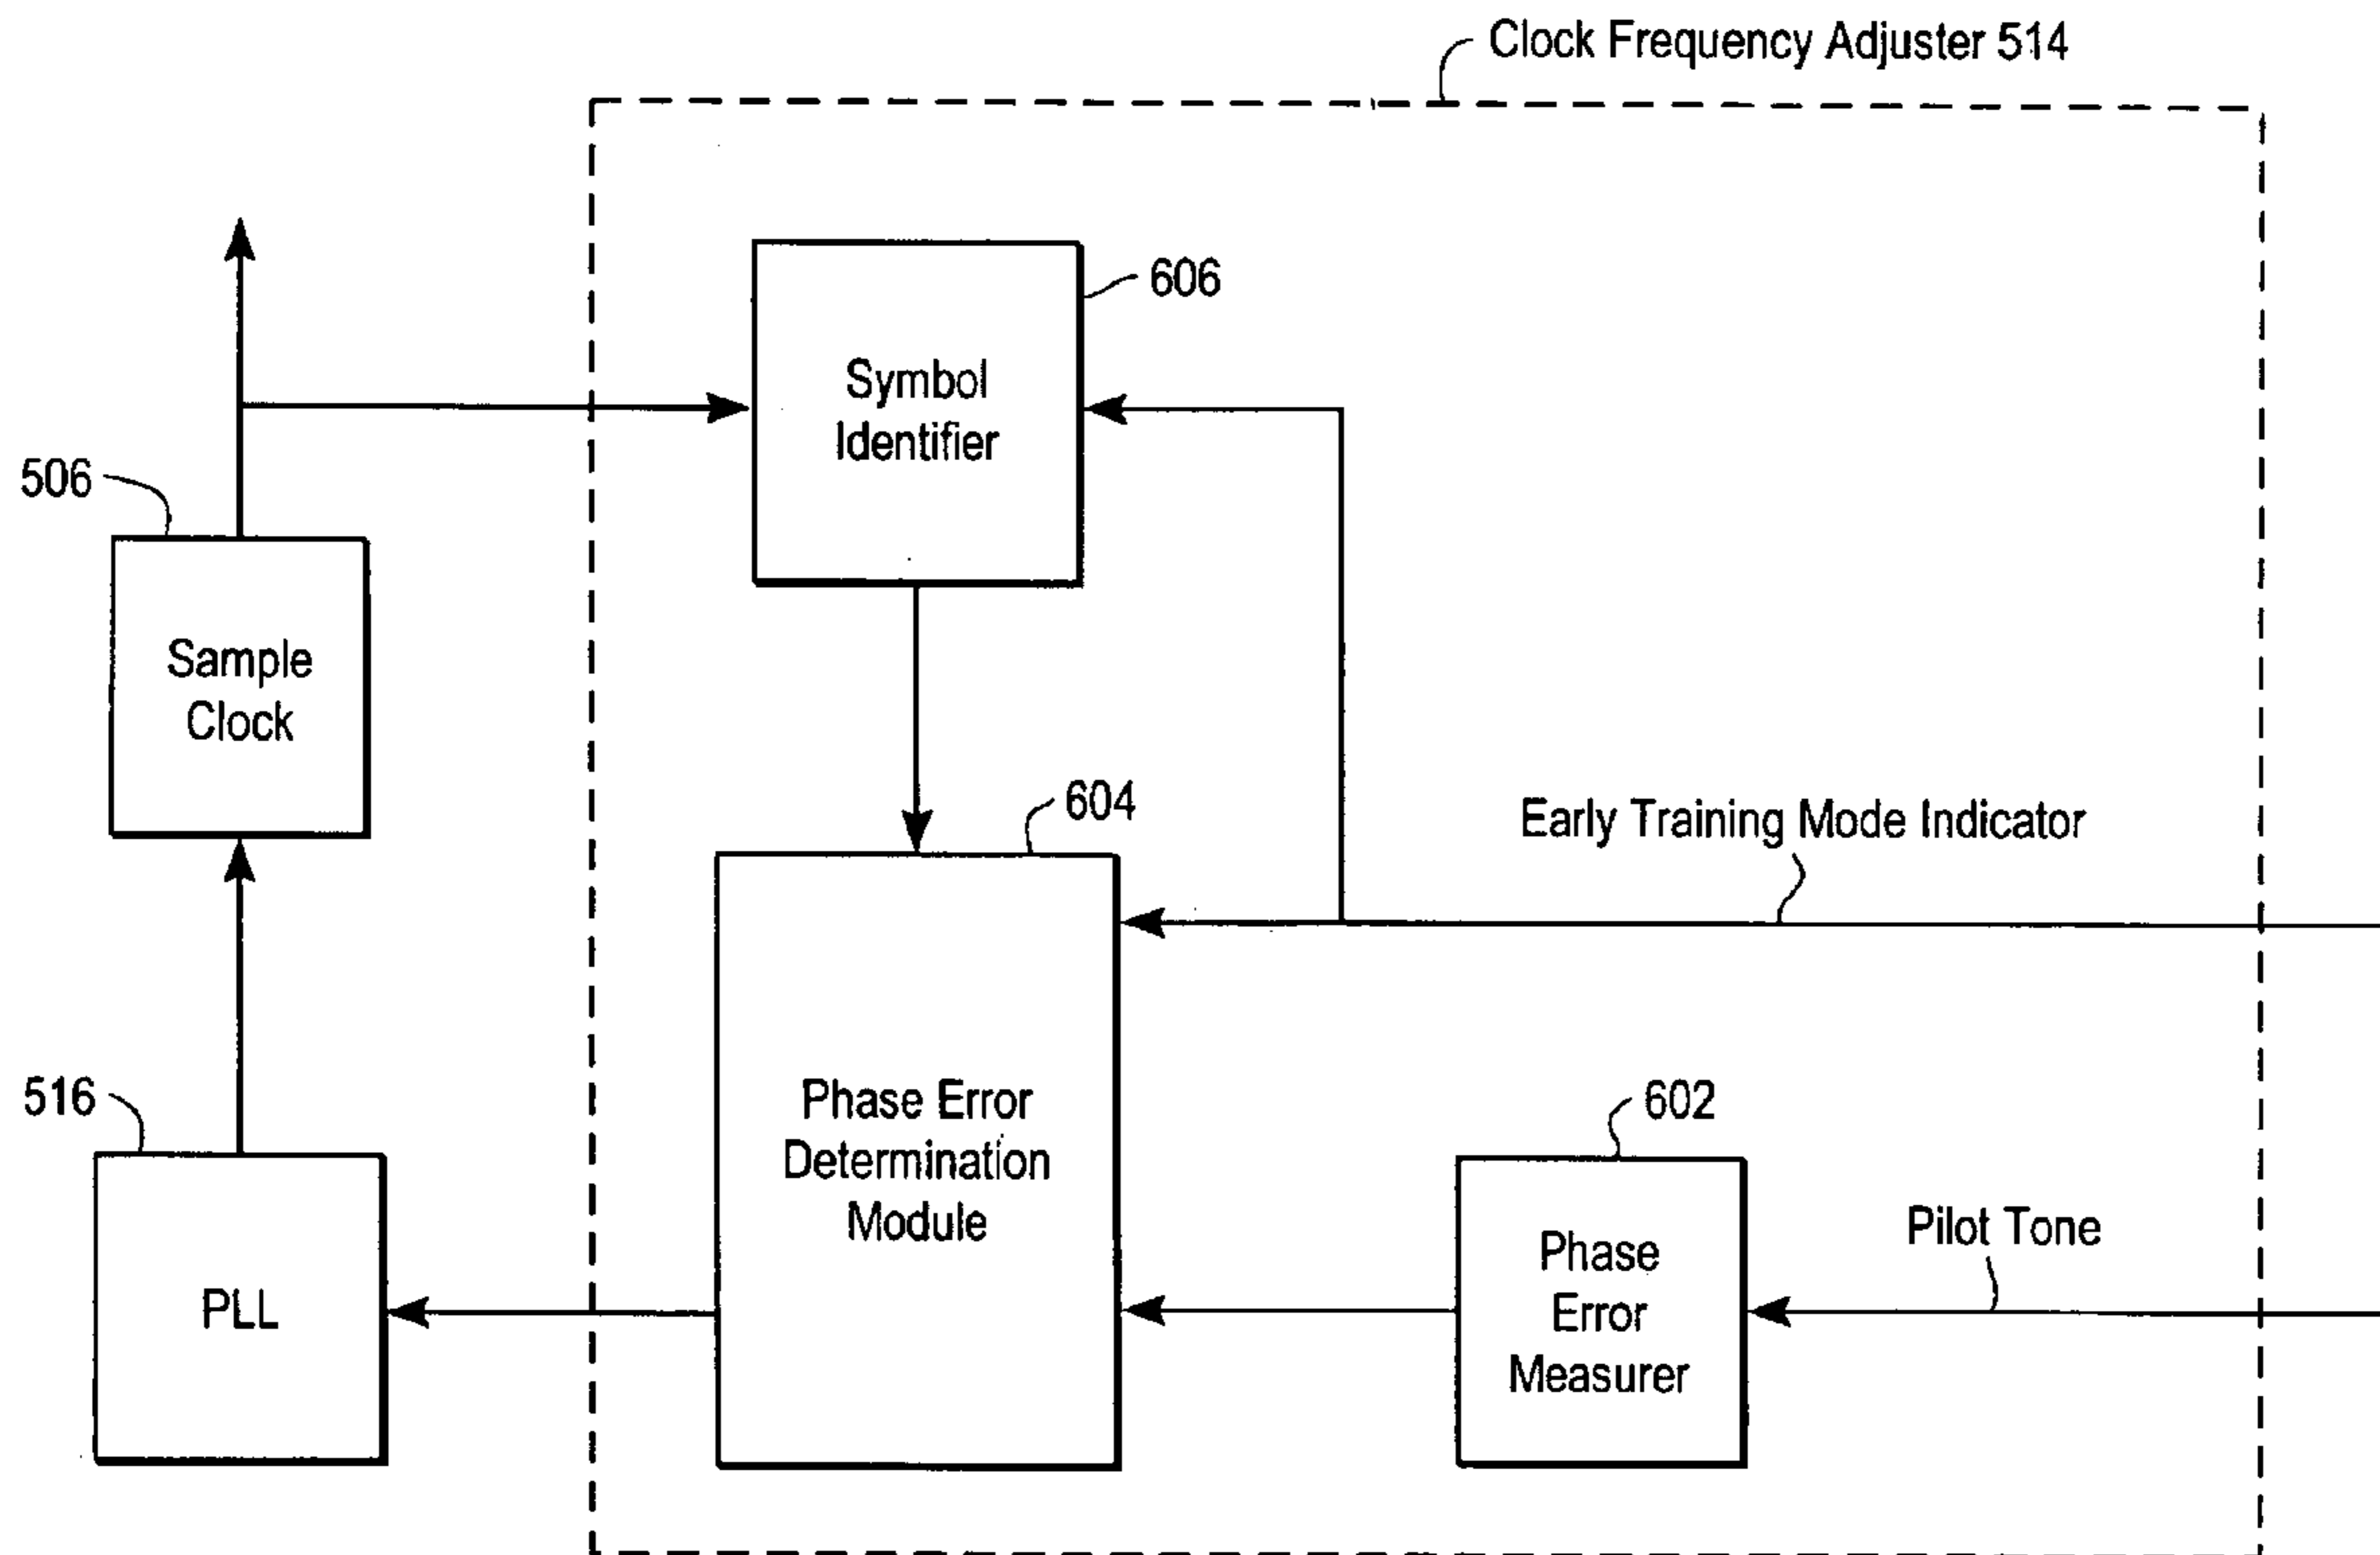 Clock Frequency Adjuster 514
606
Symbol
Identifier
506
Sample
Clock
604
Early Training Mode Indicator
516
PLL
Phase Error
Determination
Module
602
Phase
Error
Measurer
Pilot Tone